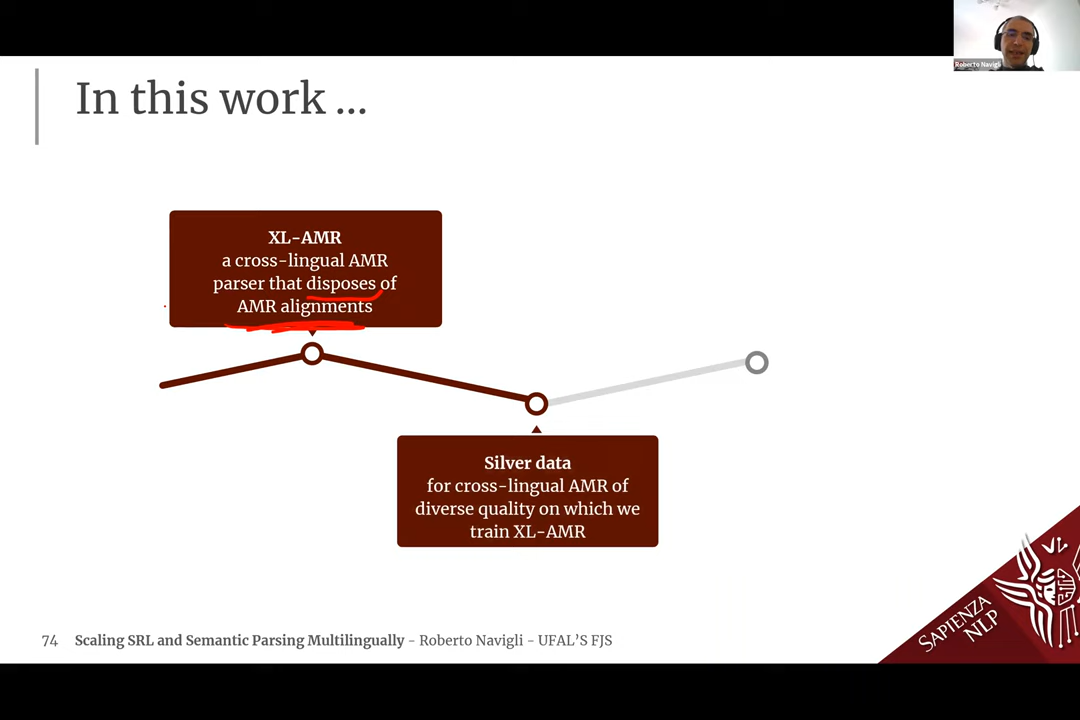 Roberto Navigli
In this work ...
XL-AMR
a cross-lingual AMR
parser that disposes of
AMR alignments
Silver data
for cross-lingual AMR of
diverse quality on which we
train XL-AMR
74 Scaling SRL and Semantic Parsing Multilingually - Roberto Navigli - UFAL'S FJS
SAPIENZA
NLP